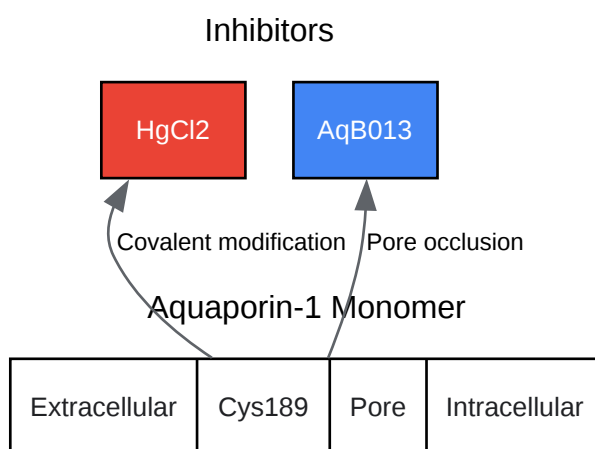 Inhibitors
HgCl2
AqB013
Covalent modification
Pore occlusion
Aquaporin-1 Monomer
Extracellular
Cys189
Pore
Intracellular